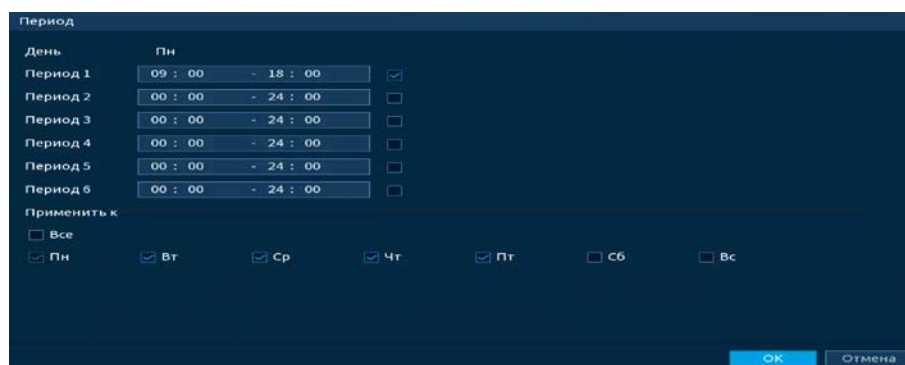 Период
День Пн
Период 1 09 : 00 - 18 : 00
Период 2 00 : 00 - 24 : 00
Период 3 00 : 00 - 24 : 00
Период 4 00 : 00 - 24 : 00
Период 5 00 : 00 - 24 : 00
Период 6 00 : 00 - 24 : 00
Применить к
Все
Пн Вт Ср Чт Пт Сб Вс
OK Отмена